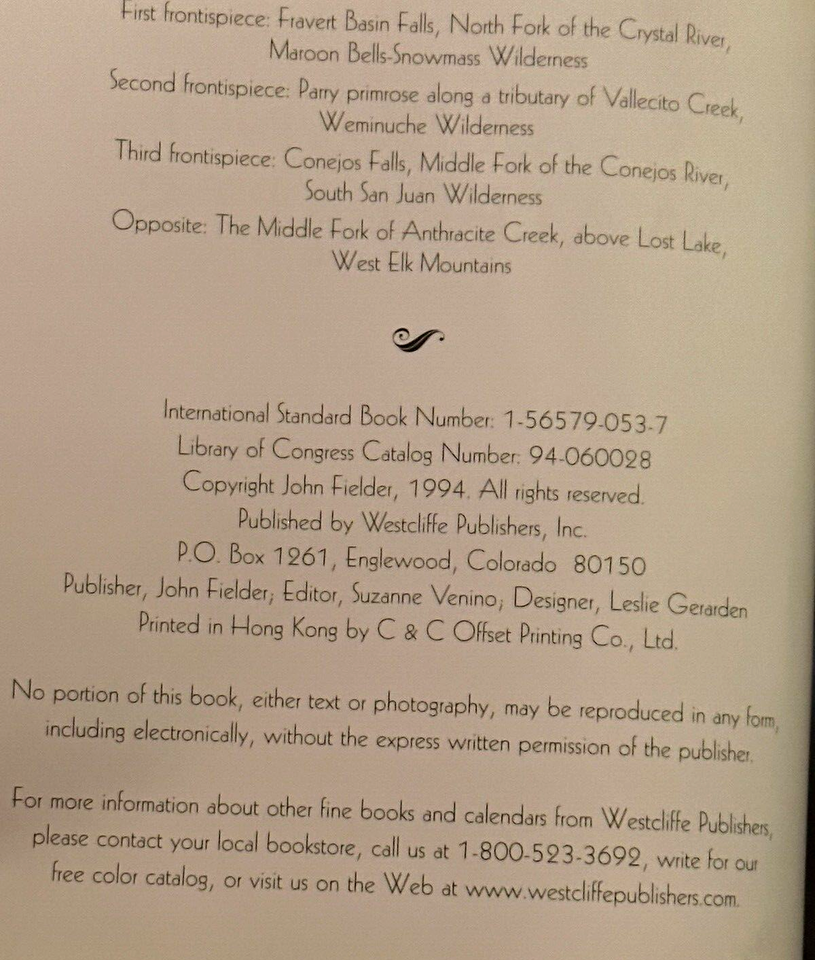 First frontispiece: Fravert Basin Falls, North Fork of the Crystal River,
Maroon Bells-Snowmass Wilderness
Second frontispiece: Parry primrose along a tributary of Vallecito Creek,
Weminuche Wilderness
Third frontispiece: Conejos Falls, Middle Fork of the Conejos River,
South San Juan Wilderness
Opposite: The Middle Fork of Anthracite Creek, above Lost Lake,
West Elk Mountains
International Standard Book Number: 1-56579-053-7
Library of Congress Catalog Number: 94-060028
Copyright John Fielder, 1994. All rights reserved.
Published by Westcliffe Publishers, Inc.
P.O. Box 1261, Englewood, Colorado 80150
Publisher, John Fielder; Editor, Suzanne Venino; Designer, Leslie Gerarden
Printed in Hong Kong by C & C Offset Printing Co., Ltd.
No portion of this book, either text or photography, may be reproduced in any form,
including electronically, without the express written permission of the publisher.
For more information about other fine books and calendars from Westcliffe Publishers,
please contact your local bookstore, call us at 1-800-523-3692, write for our
free color catalog, or visit us on the Web at www.westcliffepublishers.com.